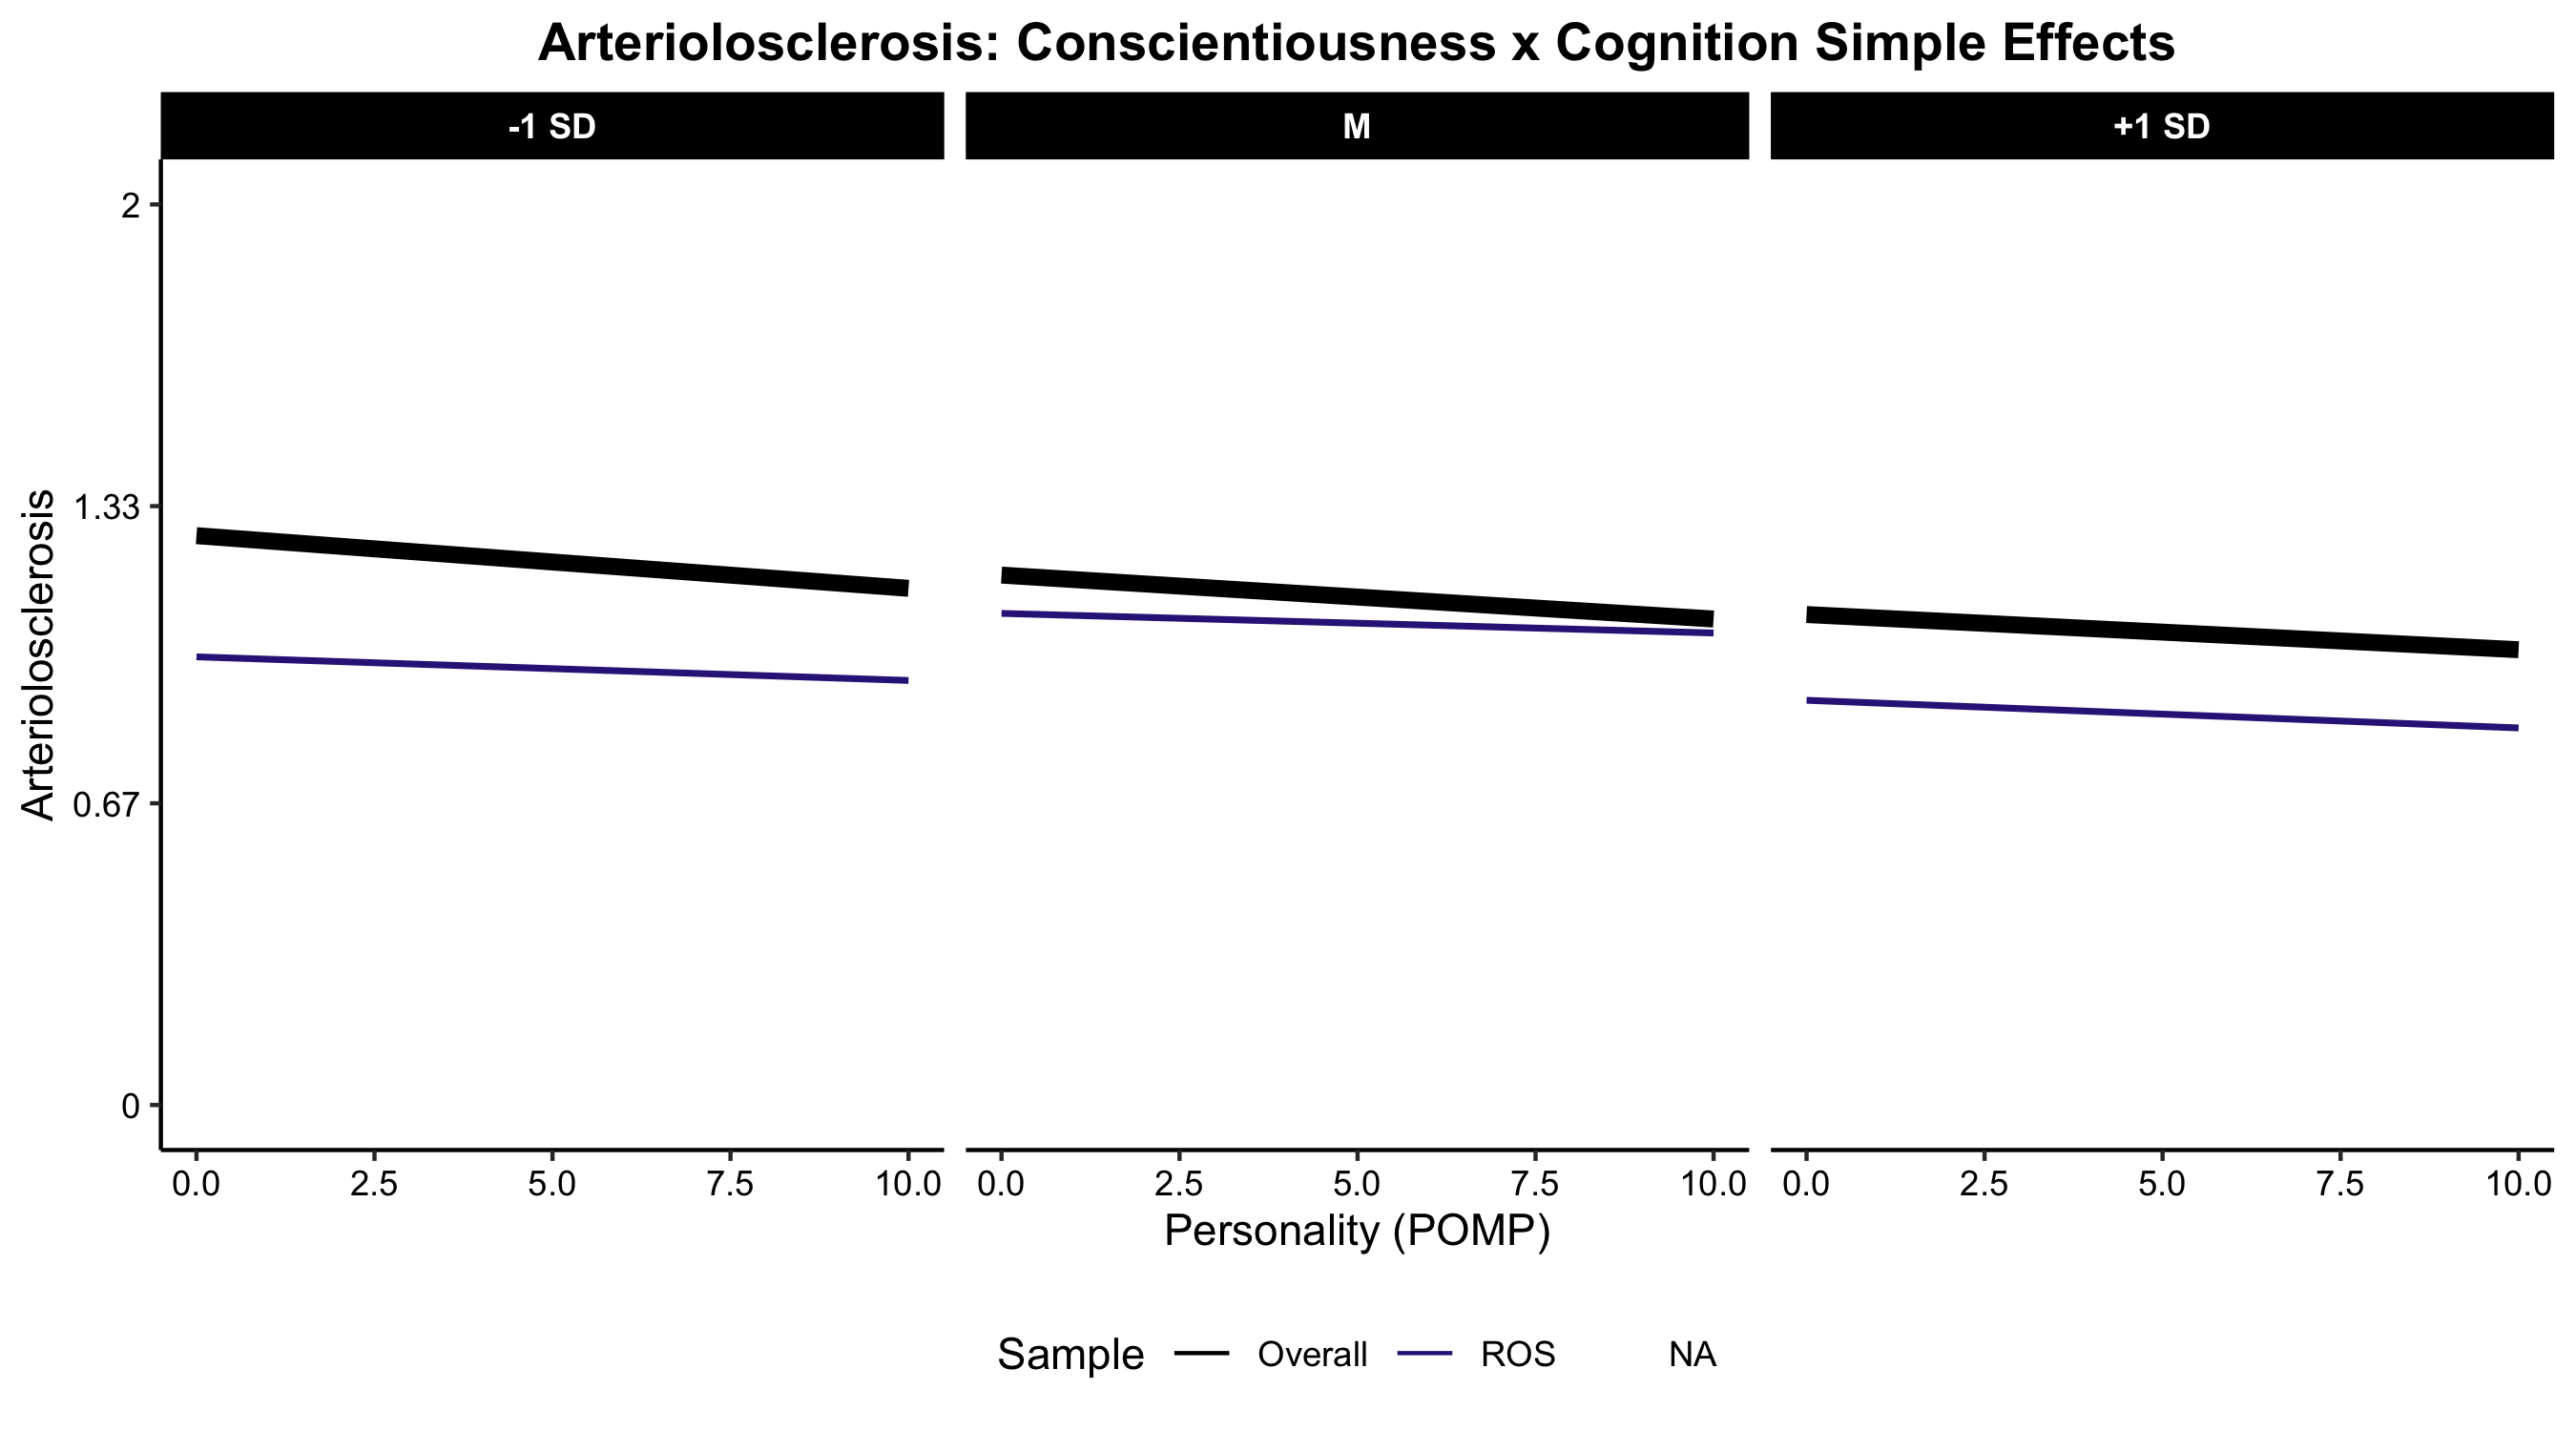 Arteriolosclerosis: Conscientiousness x Cognition Simple Effects
-1 SD
M
+1 SD
Arteriolosclerosis
2
1.33
0.67
0
0.0 2.5 5.0 7.5 10.0
0.0 2.5 5.0 7.5 10.0
0.0 2.5 5.0 7.5 10.0
Personality (POMP)
Sample Overall ROS NA